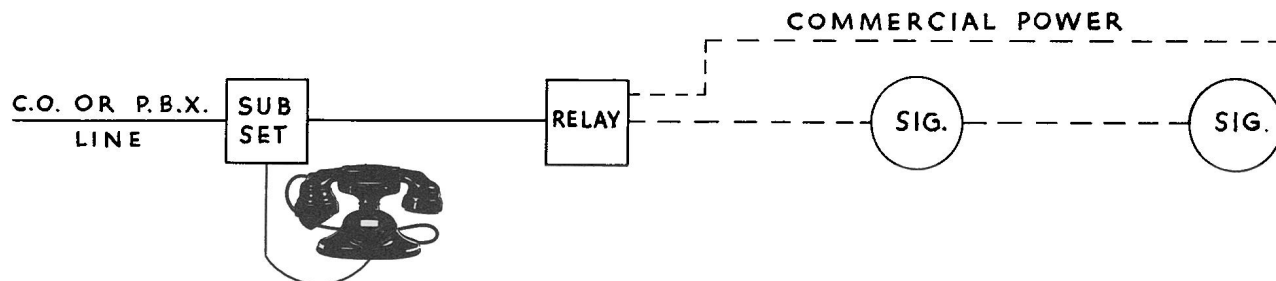 COMMERCIAL POWER
C.O. OR P.B.X.
LINE
SUB
SET
RELAY
SIG.
SIG.